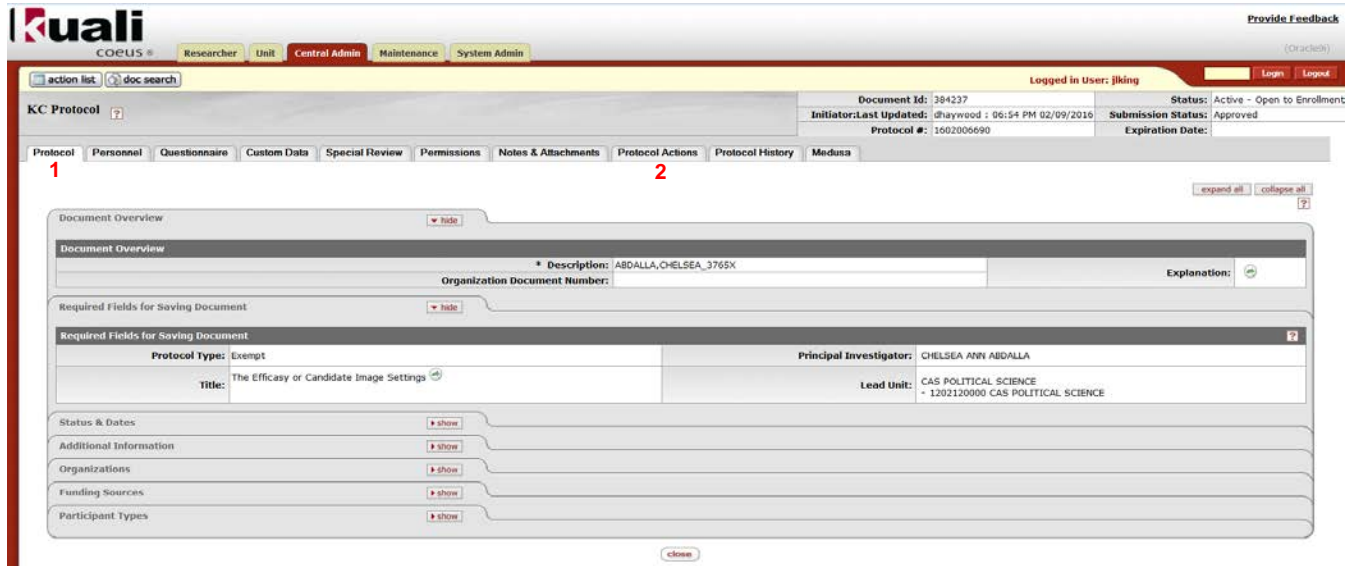 Kuali
coeus
Provide Feedback
(Oracle9i)
Researcher Unit Central Admin Maintenance System Admin
action list doc search
Logged in User: jlking
Login Logout
KC Protocol ?
Document Id: 384237 Status: Active - Open to Enrollment
Initiator:Last Updated: dhaywood : 06:54 PM 02/09/2016 Submission Status: Approved
Protocol #: 1602006690 Expiration Date:
Protocol Personnel Questionnaire Custom Data Special Review Permissions Notes & Attachments Protocol Actions Protocol History Medusa
1 2
expand all collapse all
?
Document Overview hide
Document Overview
* Description: ABDALLA,CHELSEA_3765X Explanation:
Organization Document Number:
Required Fields for Saving Document hide
Required Fields for Saving Document ?
Protocol Type: Exempt Principal Investigator: CHELSEA ANN ABDALLA
Title: The Efficasy or Candidate Image Settings Lead Unit: CAS POLITICAL SCIENCE
- 1202120000 CAS POLITICAL SCIENCE
Status & Dates show
Additional Information show
Organizations show
Funding Sources show
Participant Types show
close